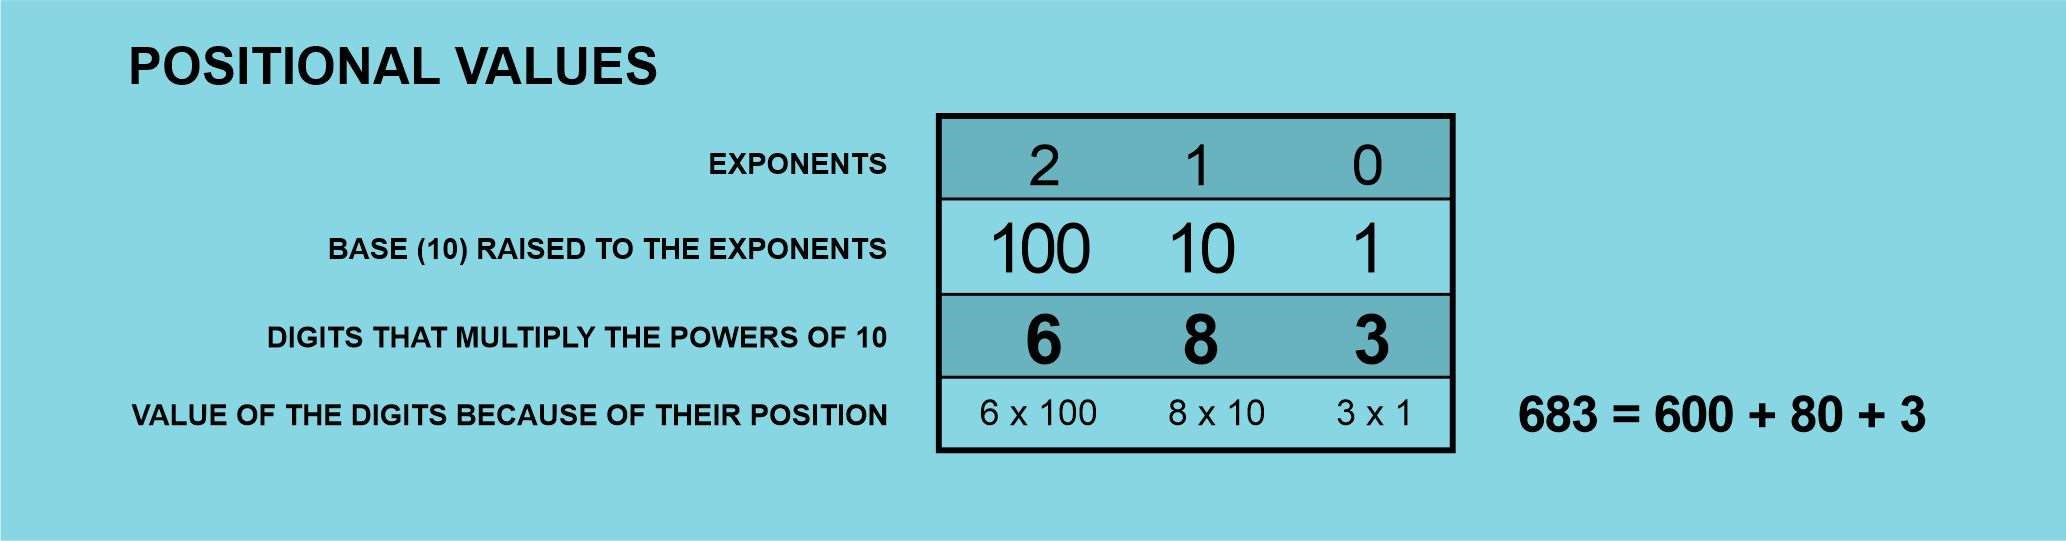 POSITIONAL VALUES
EXPONENTS 2 1 0
BASE (10) RAISED TO THE EXPONENTS 100 10 1
DIGITS THAT MULTIPLY THE POWERS OF 10 6 8 3
VALUE OF THE DIGITS BECAUSE OF THEIR POSITION 6 x 100 8 x 10 3 x 1 683 = 600 + 80 + 3